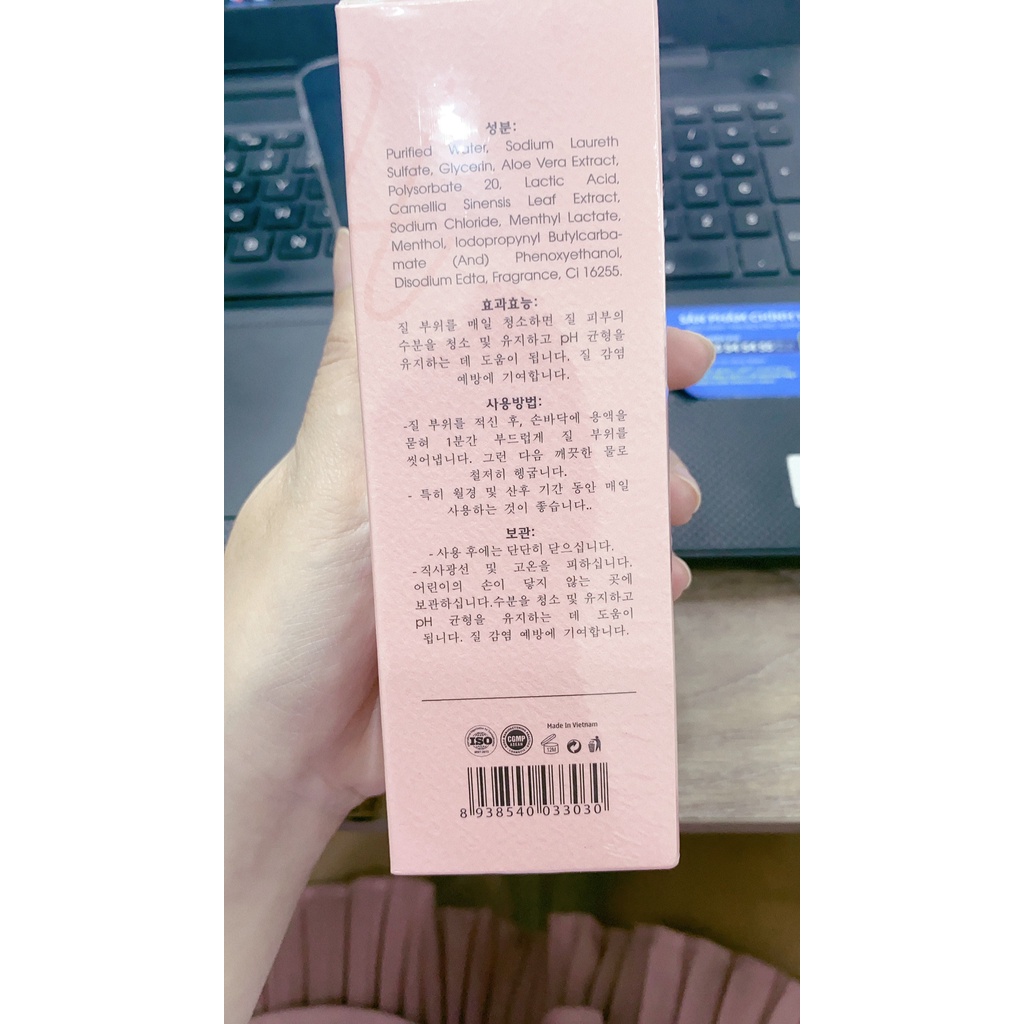 성분:
Purified Water, Sodium Laureth
Sulfate, Glycerin, Aloe Vera Extract,
Polysorbate 20, Lactic Acid,
Camellia Sinensis Leaf Extract,
Sodium Chloride, Menthyl Lactate,
Menthol, Iodopropynyl Butylcarba-
mate (And) Phenoxyethanol,
Disodium Edta, Fragrance, Ci 16255.
효과효능:
질 부위를 매일 청소하면 질 피부의
수분을 청소 및 유지하고 pH 균형을
유지하는 데 도움이 됩니다. 질 감염
예방에 기여합니다.
사용방법:
-질 부위를 적신 후, 손바닥에 용액을
묻혀 1분간 부드럽게 질 부위를
씻어냅니다. 그런 다음 깨끗한 물로
철저히 헹굽니다.
- 특히 월경 및 산후 기간 동안 매일
사용하는 것이 좋습니다..
보관:
- 사용 후에는 단단히 닫으십니다.
-직사광선 및 고온을 피하십니다.
어린이의 손이 닿지 않는 곳에
보관하십니다.수분을 청소 및 유지하고
pH 균형을 유지하는 데 도움이
됩니다. 질 감염 예방에 기여합니다.
Made In Vietnam
ISO
CGMP
ASEAN
12M
8 938540 033030
SẢN PHẨM CHÍNH